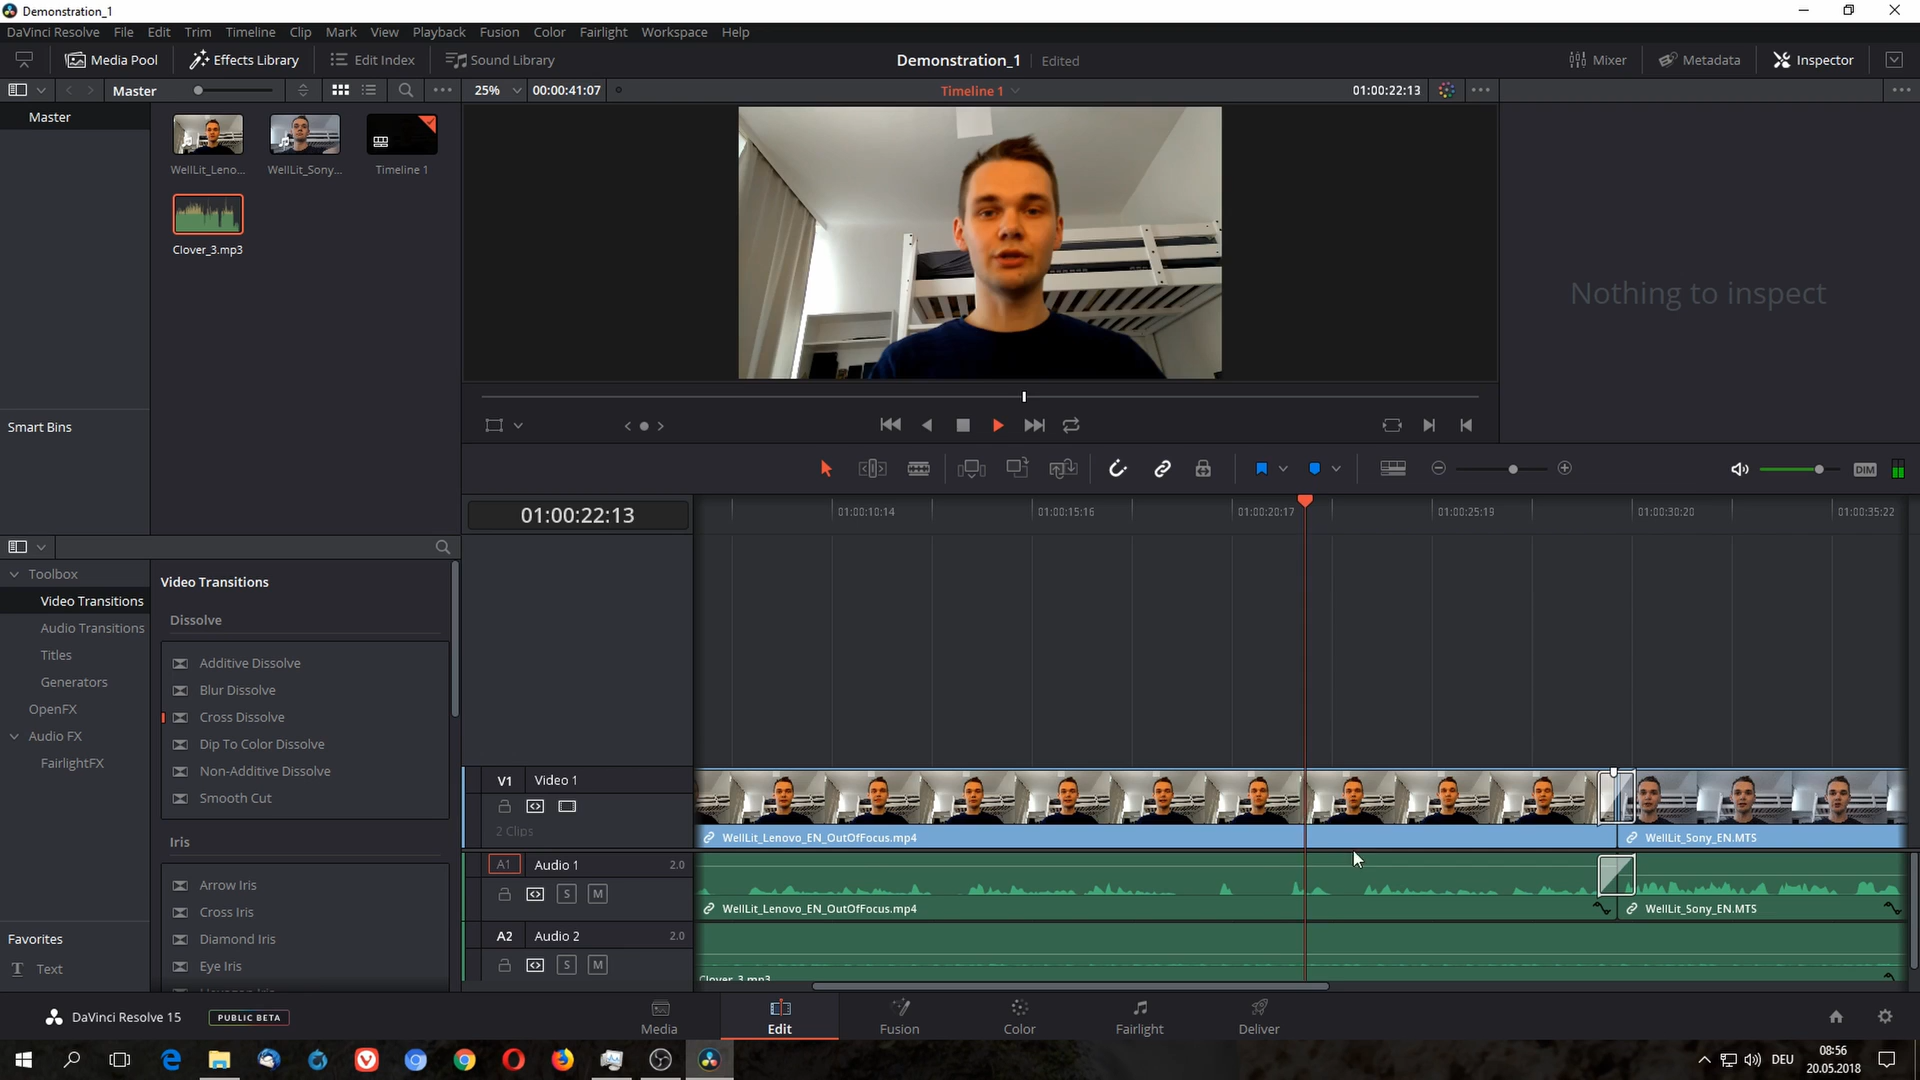 Demonstration_1
DaVinci Resolve File Edit Trim Timeline Clip Mark View Playback Fusion Color Fairlight Workspace Help
Media Pool Effects Library Edit Index Sound Library Demonstration_1 Edited Mixer Metadata Inspector
Master 25% 00:00:41:07 Timeline 1 01:00:22:13
Master
WellLit_Leno... WellLit_Sony... Timeline 1
Clover_3.mp3
Nothing to inspect
Smart Bins
DIM
01:00:22:13 01:00:10:14 01:00:15:16 01:00:20:17 01:00:25:19 01:00:30:20 01:00:35:22
Toolbox
Video Transitions
Audio Transitions
Titles
Generators
OpenFX
Audio FX
FairlightFX
Video Transitions
Dissolve
Additive Dissolve
Blur Dissolve
Cross Dissolve
Dip To Color Dissolve
Non-Additive Dissolve
Smooth Cut
Iris
Arrow Iris
Cross Iris
Diamond Iris
Eye Iris
Favorites
T Text
V1 Video 1
2 Clips
WellLit_Lenovo_EN_OutOfFocus.mp4 WellLit_Sony_EN.MTS
A1 Audio 1 2.0
S M
WellLit_Lenovo_EN_OutOfFocus.mp4 WellLit_Sony_EN.MTS
A2 Audio 2 2.0
S M
Clover_3.mp3
DaVinci Resolve 15 PUBLIC BETA
Media Edit Fusion Color Fairlight Deliver
DEU 08:56
20.05.2018